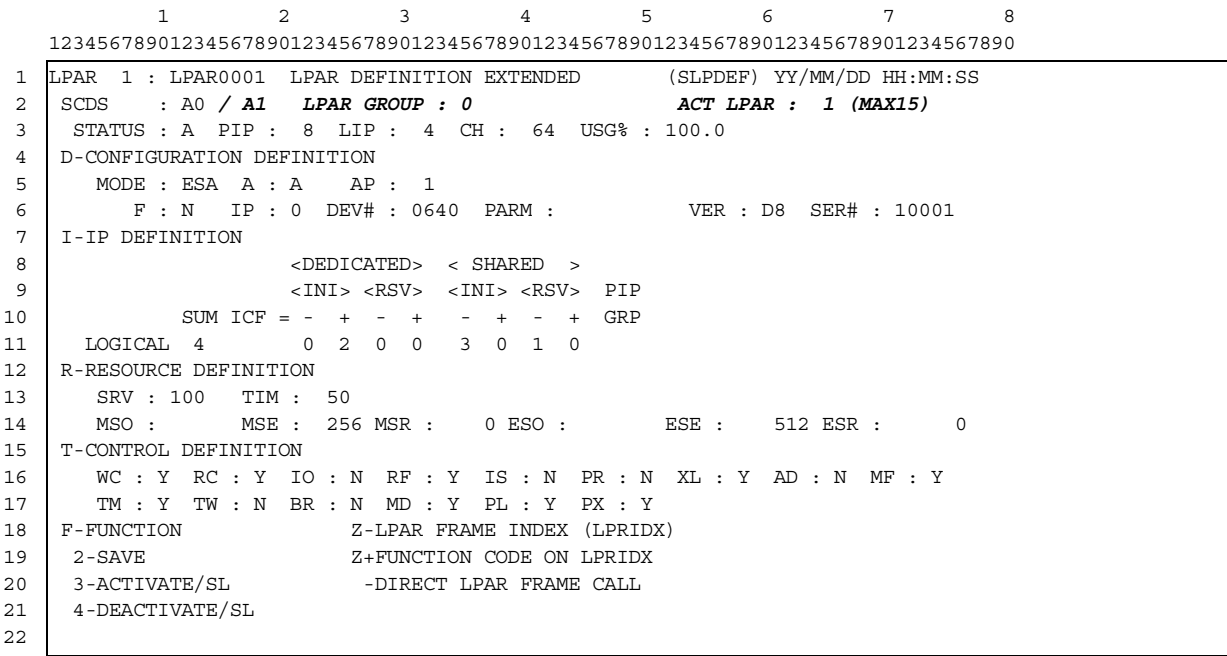 1         2         3         4         5         6         7         8
12345678901234567890123456789012345678901234567890123456789012345678901234567890
1 LPAR  1 : LPAR0001  LPAR DEFINITION EXTENDED       (SLPDEF) YY/MM/DD HH:MM:SS
2  SCDS    : A0 / A1   LPAR GROUP : 0                 ACT LPAR :  1 (MAX15)
3   STATUS : A  PIP :  8  LIP :  4  CH :  64  USG% : 100.0
4  D-CONFIGURATION DEFINITION
5     MODE : ESA  A : A    AP :  1
6        F : N   IP : 0  DEV# : 0640  PARM :           VER : D8  SER# : 10001
7  I-IP DEFINITION
8                     <DEDICATED>  < SHARED  >
9                     <INI> <RSV>  <INI> <RSV>  PIP
10            SUM ICF = -  +  -  +   -  +  -  +  GRP
11    LOGICAL  4        0  2  0  0   3  0  1  0
12  R-RESOURCE DEFINITION
13     SRV : 100   TIM :  50
14     MSO :       MSE :  256 MSR :    0 ESO :        ESE :    512 ESR :      0
15  T-CONTROL DEFINITION
16     WC : Y  RC : Y  IO : N  RF : Y  IS : N  PR : N  XL : Y  AD : N  MF : Y
17     TM : Y  TW : N  BR : N  MD : Y  PL : Y  PX : Y
18  F-FUNCTION              Z-LPAR FRAME INDEX (LPRIDX)
19   2-SAVE                 Z+FUNCTION CODE ON LPRIDX
20   3-ACTIVATE/SL           -DIRECT LPAR FRAME CALL
21   4-DEACTIVATE/SL
22